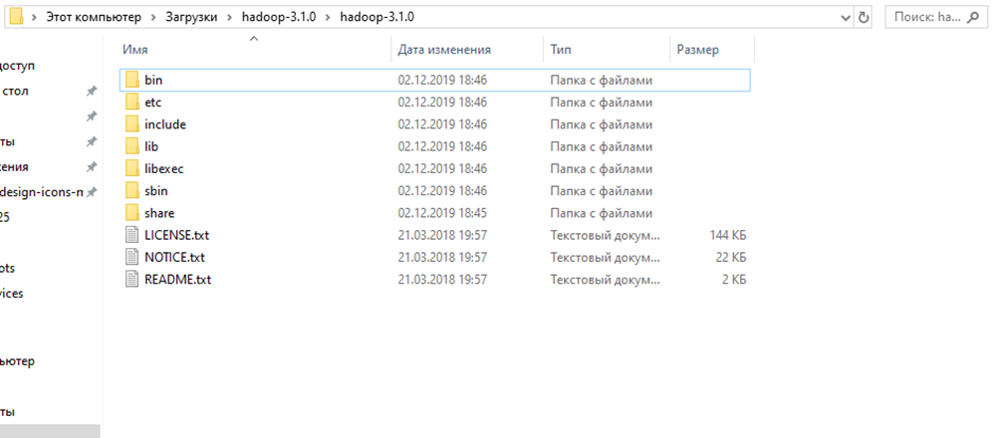 Этот компьютер > Загрузки > hadoop-3.1.0 > hadoop-3.1.0 Поиск: ha...
Имя Дата изменения Тип Размер
доступ
стол
ты
жения
design-icons-m
25
ots
vices
ьютер
ты
bin 02.12.2019 18:46 Папка с файлами
etc 02.12.2019 18:46 Папка с файлами
include 02.12.2019 18:46 Папка с файлами
lib 02.12.2019 18:46 Папка с файлами
libexec 02.12.2019 18:46 Папка с файлами
sbin 02.12.2019 18:46 Папка с файлами
share 02.12.2019 18:45 Папка с файлами
LICENSE.txt 21.03.2018 19:57 Текстовый докум... 144 КБ
NOTICE.txt 21.03.2018 19:57 Текстовый докум... 22 КБ
README.txt 21.03.2018 19:57 Текстовый докум... 2 КБ